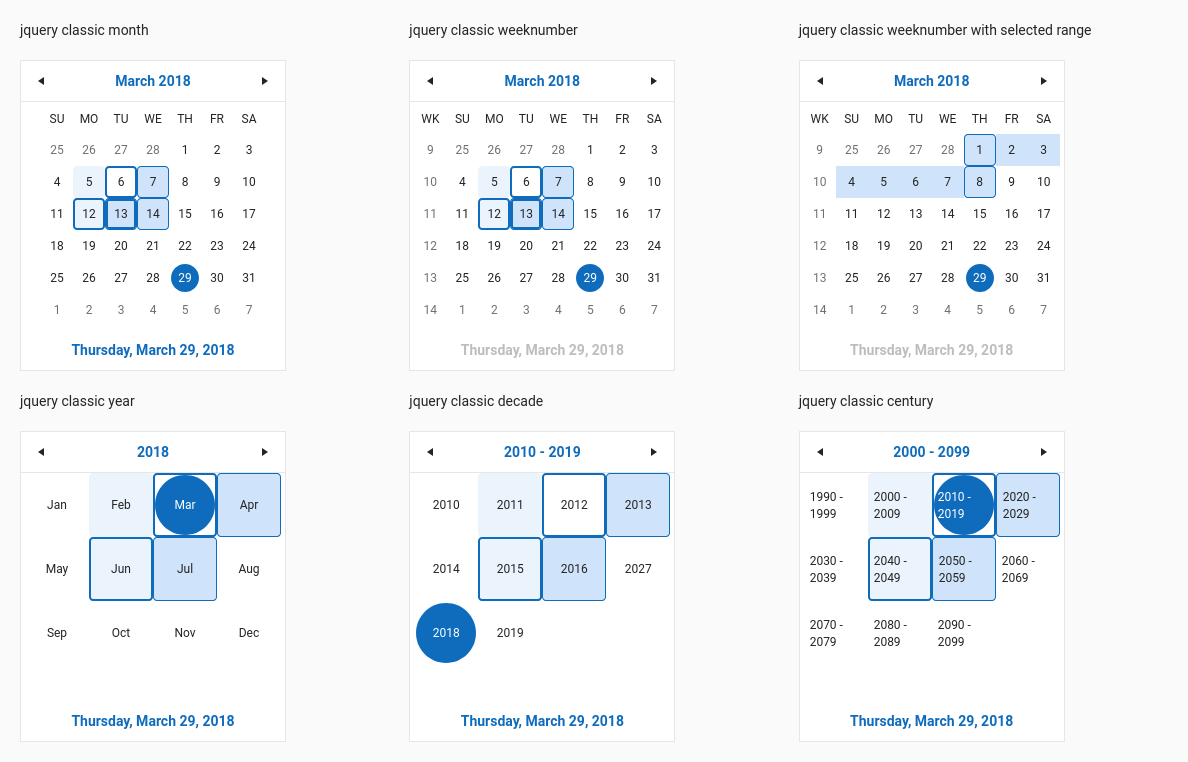 jquery classic month
March 2018
SU MO TU WE TH FR SA
25 26 27 28 1 2 3
4 5 6 7 8 9 10
11 12 13 14 15 16 17
18 19 20 21 22 23 24
25 26 27 28 29 30 31
1 2 3 4 5 6 7
Thursday, March 29, 2018
jquery classic weeknumber
March 2018
WK SU MO TU WE TH FR SA
9 25 26 27 28 1 2 3
10 4 5 6 7 8 9 10
11 11 12 13 14 15 16 17
12 18 19 20 21 22 23 24
13 25 26 27 28 29 30 31
14 1 2 3 4 5 6 7
Thursday, March 29, 2018
jquery classic weeknumber with selected range
March 2018
WK SU MO TU WE TH FR SA
9 25 26 27 28 1 2 3
10 4 5 6 7 8 9 10
11 11 12 13 14 15 16 17
12 18 19 20 21 22 23 24
13 25 26 27 28 29 30 31
14 1 2 3 4 5 6 7
Thursday, March 29, 2018
jquery classic year
2018
Jan Feb Mar Apr
May Jun Jul Aug
Sep Oct Nov Dec
Thursday, March 29, 2018
jquery classic decade
2010 - 2019
2010 2011 2012 2013
2014 2015 2016 2027
2018 2019
Thursday, March 29, 2018
jquery classic century
2000 - 2099
1990 - 2000 - 2010 - 2020 -
1999 2009 2019 2029
2030 - 2040 - 2050 - 2060 -
2039 2049 2059 2069
2070 - 2080 - 2090 -
2079 2089 2099
Thursday, March 29, 2018